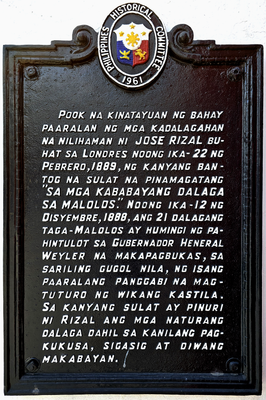 PHILIPPINES HISTORICAL COMMITTEE
1961
POOK NA KINATAYUAN NG BAHAY
PAARALAN NG MGA KADALAGAHAN
NA NILIHAMAN NI JOSE RIZAL BU-
HAT SA LONDRES NOONG IKA-22 NG
PEBRERO, 1889, NG KANYANG BAN-
TOG NA SULAT NA PINAMAGATANG
"SA MGA KABABAYANG DALAGA
SA MALOLOS." NOONG IKA-12 NG
DISYEMBRE, 1888, ANG 21 DALAGANG
TAGA-MALOLOS AY HUMINGI NG PA-
HINTULOT SA GUBERNADOR HENERAL
WEYLER NA MAKAPAGBUKAS, SA
SARILING GUGOL NILA, NG ISANG
PAARALANG PANGGABI NA MAG-
TUTURO NG WIKANG KASTILA.
SA KANYANG SULAT AY PINURI
NI RIZAL ANG MGA NATURANG
DALAGA DAHIL SA KANILANG PAG-
KUKUSA, SIGASIG AT DIWANG
MAKABAYAN.